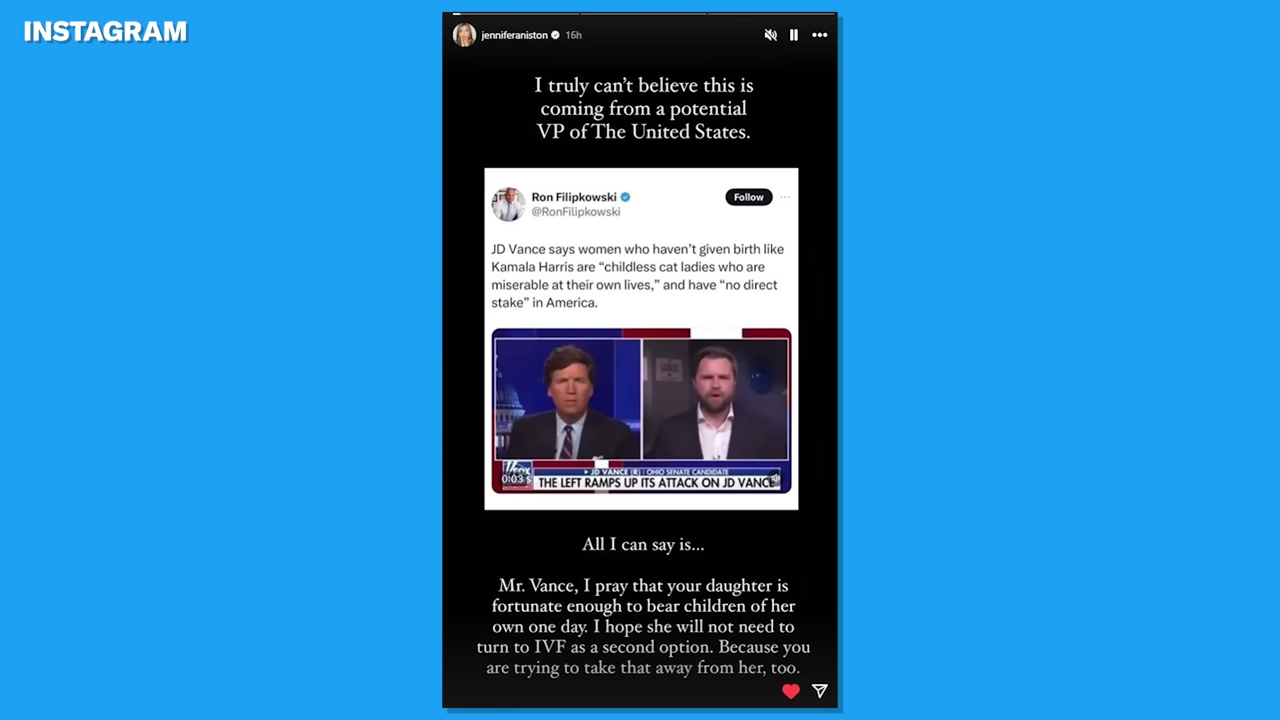 INSTAGRAM
jenniferaniston 16h
I truly can't believe this is
coming from a potential
VP of The United States.
Ron Filipkowski
Follow
@RonFilipkowski
JD Vance says women who haven't given birth like
Kamala Harris are “childless cat ladies who are
miserable at their own lives,” and have “no direct
stake” in America.
VANCE
JD VANCE (R) | OHIO SENATE CANDIDATE
0:03
THE LEFT RAMPS UP ITS ATTACK ON JD VANCE
All I can say is...
Mr. Vance, I pray that your daughter is
fortunate enough to bear children of her
own one day. I hope she will not need to
turn to IVF as a second option. Because you
are trying to take that away from her, too.